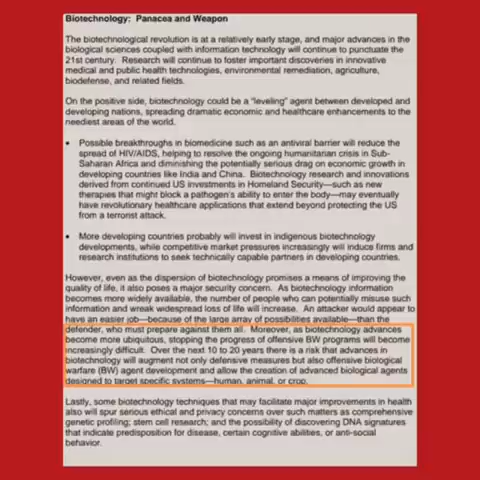 Biotechnology: Panacea and Weapon
The biotechnological revolution is at a relatively early stage, and major advances in the
biological sciences coupled with information technology will continue to punctuate the
21st century. Research will continue to foster important discoveries in innovative
medical and public health technologies, environmental remediation, agriculture,
biodefense, and related fields.
On the positive side, biotechnology could be a "leveling" agent between developed and
developing nations, spreading dramatic economic and healthcare enhancements to the
neediest areas of the world.
• Possible breakthroughs in biomedicine such as an antiviral barrier will reduce the
spread of HIV/AIDS, helping to resolve the ongoing humanitarian crisis in Sub-
Saharan Africa and diminishing the potentially serious drag on economic growth in
developing countries like India and China. Biotechnology research and innovations
derived from continued US investments in Homeland Security—such as new
therapies that might block a pathogen's ability to enter the body—may eventually
have revolutionary healthcare applications that extend beyond protecting the US
from a terrorist attack.
• More developing countries probably will invest in indigenous biotechnology
developments, while competitive market pressures increasingly will induce firms and
research institutions to seek technically capable partners in developing countries.
However, even as the dispersion of biotechnology promises a means of improving the
quality of life, it also poses a major security concern. As biotechnology information
becomes more widely available, the number of people who can potentially misuse such
information and wreak widespread loss of life will increase. An attacker would appear to
have an easier job—because of the large array of possibilities available—than the
defender, who must prepare against them all. Moreover, as biotechnology advances
become more ubiquitous, stopping the progress of offensive BW programs will become
increasingly difficult. Over the next 10 to 20 years there is a risk that advances in
biotechnology will augment not only defensive measures but also offensive biological
warfare (BW) agent development and allow the creation of advanced biological agents
designed to target specific systems—human, animal, or crop.
Lastly, some biotechnology techniques that may facilitate major improvements in health
also will spur serious ethical and privacy concerns over such matters as comprehensive
genetic profiling; stem cell research; and the possibility of discovering DNA signatures
that indicate predisposition for disease, certain cognitive abilities, or anti-social
behavior.